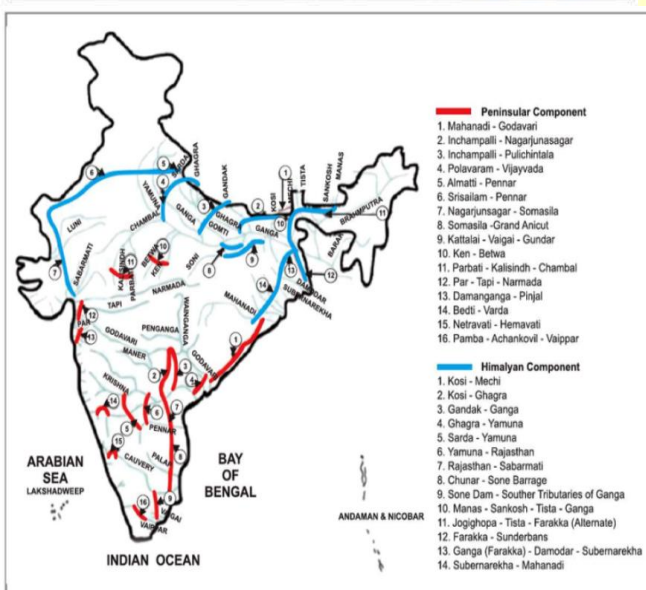 Peninsular Component
1. Mahanadi - Godavari
2. Inchampalli - Nagarjunasagar
3. Inchampalli - Pulichintala
4. Polavaram - Vijayvada
5. Almatti - Pennar
6. Srisailam - Pennar
7. Nagarjunsagar - Somasila
8. Somasila -Grand Anicut
9. Kattalai - Vaigai - Gundar
10. Ken - Betwa
11. Parbati - Kalisindh - Chambal
12. Par - Tapi - Narmada
13. Damanganga - Pinjal
14. Bedti - Varda
15. Netravati - Hemavati
16. Pamba - Achankovil - Vaippar
Himalyan Component
1. Kosi - Mechi
2. Kosi - Ghagra
3. Gandak - Ganga
4. Ghagra - Yamuna
5. Sarda - Yamuna
6. Yamuna - Rajasthan
7. Rajasthan - Sabarmati
8. Chunar - Sone Barrage
9. Sone Dam - Souther Tributaries of Ganga
10. Manas - Sankosh - Tista - Ganga
11. Jogighopa - Tista - Farakka (Alternate)
12. Farakka - Sunderbans
13. Ganga (Farakka) - Damodar - Subernarekha
14. Subernarekha - Mahanadi
SARDA
GHAGRA
GANDAK
KOSI
MECHI
TISTA
SANKOSH
MANAS
BRAHMPUTRA
BARAK
YAMUNA
CHAMBAL
GANGA
GHAGRA
GOMTI
GANGA
LUNI
SABARMATI
KALISINDH
PARBATI
BETWA
KEN
SONI
DAMODAR
SUBERNAREKHA
MAHANADI
NARMADA
TAPI
PAR
WAINGANGA
PENGANGA
GODAVARI
MANER
GODAVARI
KRISHNA
PENNAR
PALAR
CAUVERY
VAIGAI
VAIPPAR
ARABIAN
SEA
LAKSHADWEEP
BAY
OF
BENGAL
ANDAMAN & NICOBAR
INDIAN OCEAN